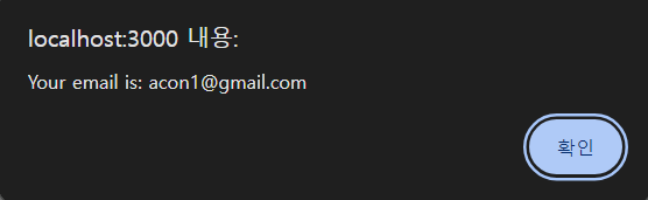 localhost:3000 내용:
Your email is: acon1@gmail.com
확인